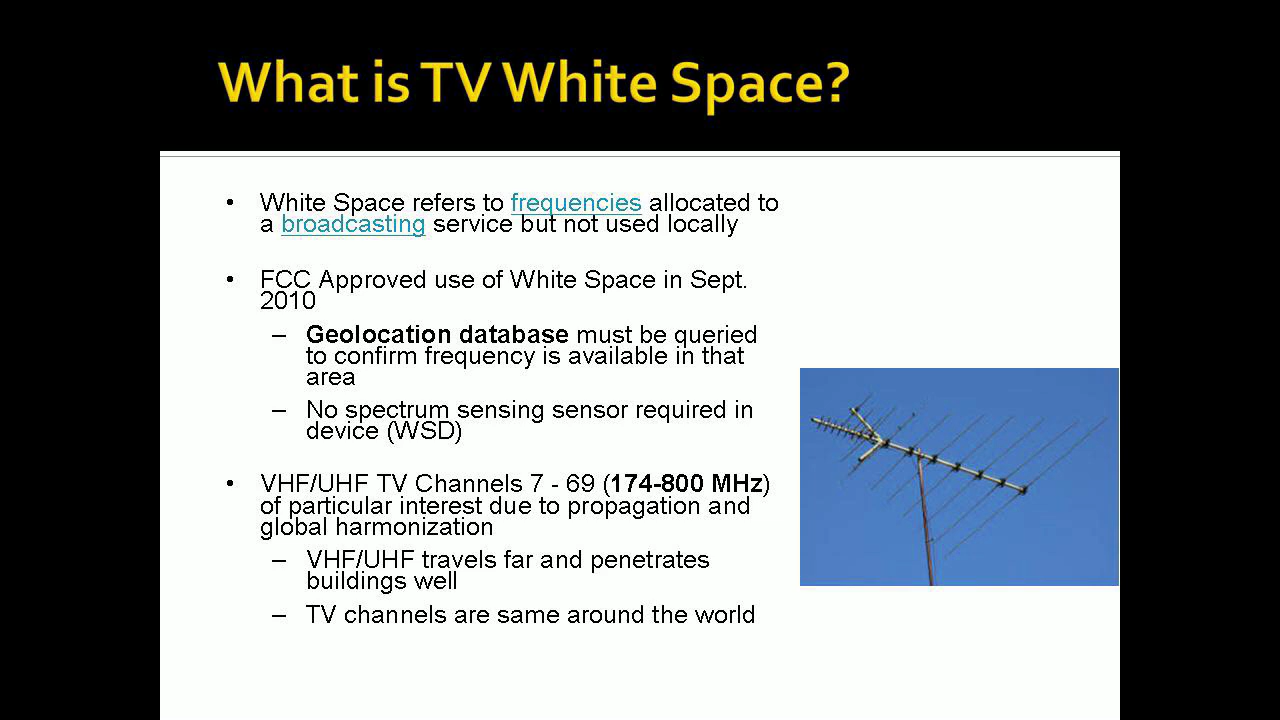 What is TV White Space?
• White Space refers to frequencies allocated to
a broadcasting service but not used locally
• FCC Approved use of White Space in Sept.
2010
– Geolocation database must be queried
to confirm frequency is available in that
area
– No spectrum sensing sensor required in
device (WSD)
• VHF/UHF TV Channels 7 - 69 (174-800 MHz)
of particular interest due to propagation and
global harmonization
– VHF/UHF travels far and penetrates
buildings well
– TV channels are same around the world